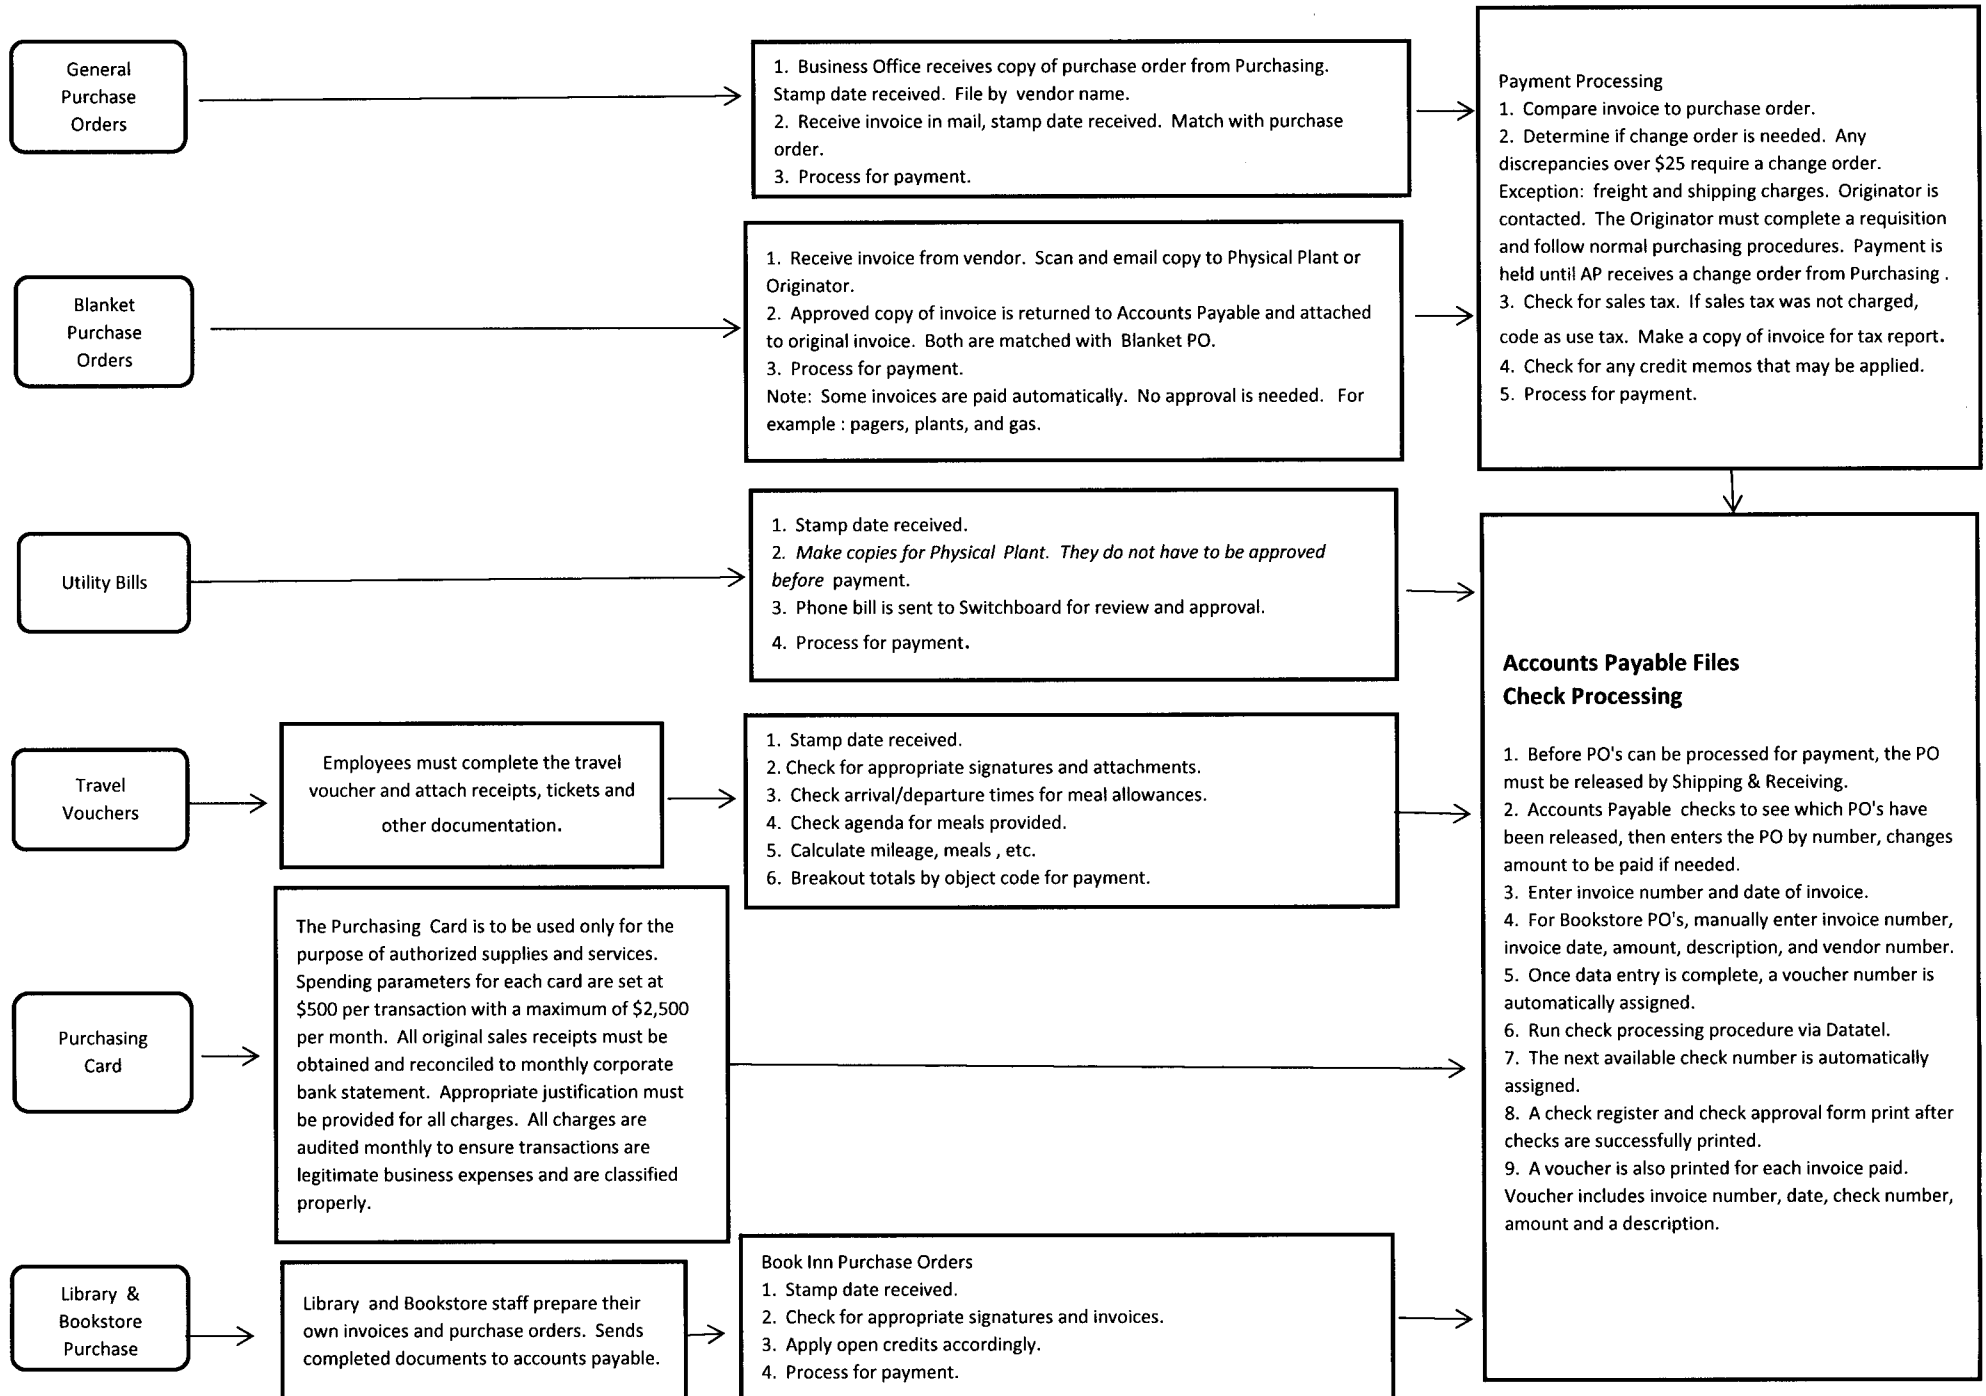 General
Purchase
Orders
1. Business Office receives copy of purchase order from Purchasing.
Stamp date received. File by vendor name.
2. Receive invoice in mail, stamp date received. Match with purchase
order.
3. Process for payment.
Payment Processing
1. Compare invoice to purchase order.
2. Determine if change order is needed. Any
discrepancies over $25 require a change order.
Exception: freight and shipping charges. Originator is
contacted. The Originator must complete a requisition
and follow normal purchasing procedures. Payment is
held until AP receives a change order from Purchasing .
3. Check for sales tax. If sales tax was not charged,
code as use tax. Make a copy of invoice for tax report.
4. Check for any credit memos that may be applied.
5. Process for payment.
Blanket
Purchase
Orders
1. Receive invoice from vendor. Scan and email copy to Physical Plant or
Originator.
2. Approved copy of invoice is returned to Accounts Payable and attached
to original invoice. Both are matched with Blanket PO.
3. Process for payment.
Note: Some invoices are paid automatically. No approval is needed. For
example : pagers, plants, and gas.
Utility Bills
1. Stamp date received.
2. Make copies for Physical Plant. They do not have to be approved
before payment.
3. Phone bill is sent to Switchboard for review and approval.
4. Process for payment.
Travel
Vouchers
Employees must complete the travel
voucher and attach receipts, tickets and
other documentation.
1. Stamp date received.
2. Check for appropriate signatures and attachments.
3. Check arrival/departure times for meal allowances.
4. Check agenda for meals provided.
5. Calculate mileage, meals , etc.
6. Breakout totals by object code for payment.
Accounts Payable Files
Check Processing
1. Before PO's can be processed for payment, the PO
must be released by Shipping & Receiving.
2. Accounts Payable checks to see which PO's have
been released, then enters the PO by number, changes
amount to be paid if needed.
3. Enter invoice number and date of invoice.
4. For Bookstore PO's, manually enter invoice number,
invoice date, amount, description, and vendor number.
5. Once data entry is complete, a voucher number is
automatically assigned.
6. Run check processing procedure via Datatel.
7. The next available check number is automatically
assigned.
8. A check register and check approval form print after
checks are successfully printed.
9. A voucher is also printed for each invoice paid.
Voucher includes invoice number, date, check number,
amount and a description.
Purchasing
Card
The Purchasing Card is to be used only for the
purpose of authorized supplies and services.
Spending parameters for each card are set at
$500 per transaction with a maximum of $2,500
per month. All original sales receipts must be
obtained and reconciled to monthly corporate
bank statement. Appropriate justification must
be provided for all charges. All charges are
audited monthly to ensure transactions are
legitimate business expenses and are classified
properly.
Library &
Bookstore
Purchase
Library and Bookstore staff prepare their
own invoices and purchase orders. Sends
completed documents to accounts payable.
Book Inn Purchase Orders
1. Stamp date received.
2. Check for appropriate signatures and invoices.
3. Apply open credits accordingly.
4. Process for payment.